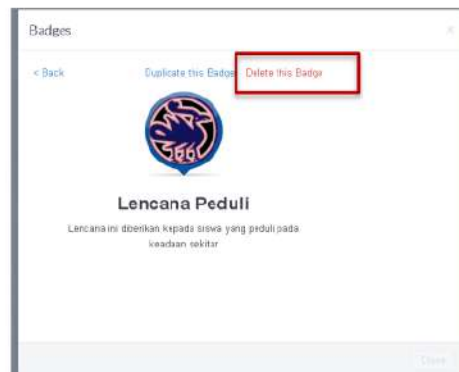 Badges
×
< Back
Duplicate this Badge
Delete this Badge
Lencana Peduli
Lencana ini diberikan kepada siswa yang peduli pada
keadaan sekitar
Close